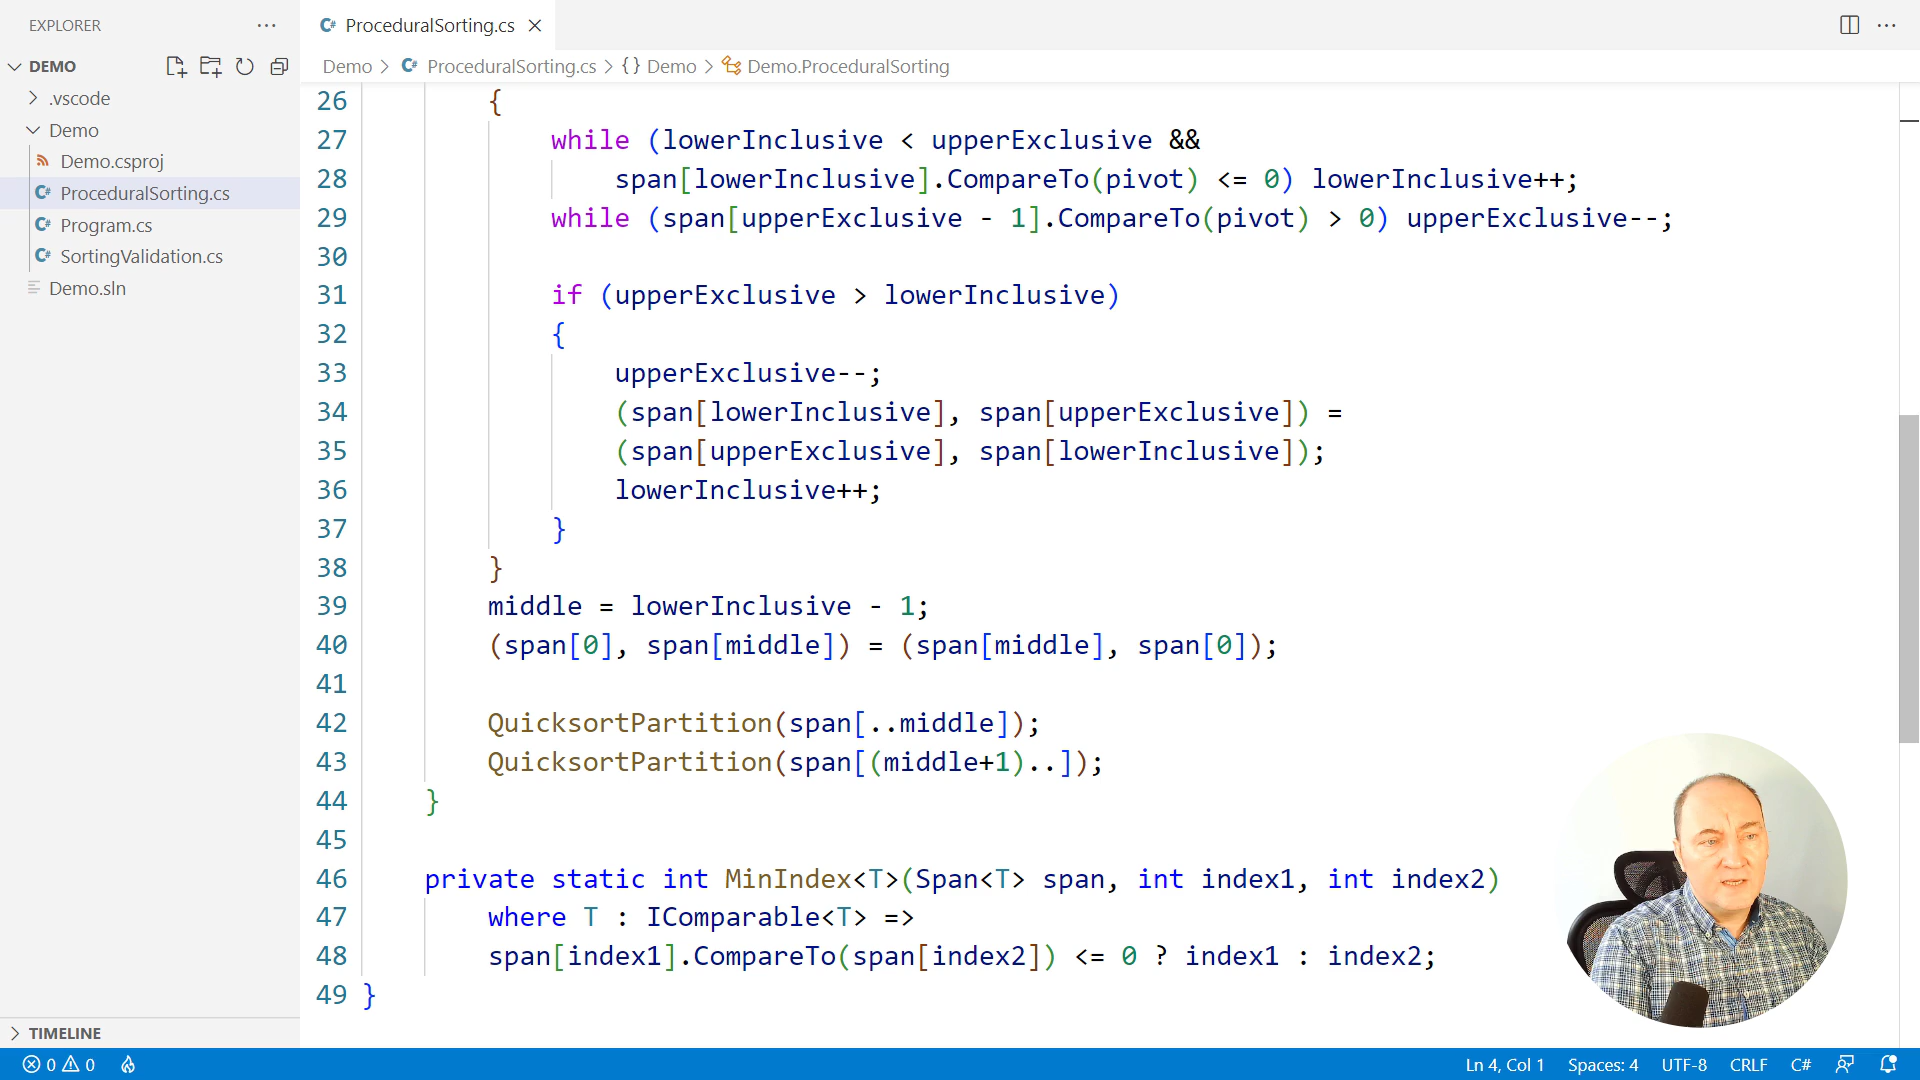 EXPLORER
DEMO
.vscode
Demo
Demo.csproj
ProceduralSorting.cs
Program.cs
SortingValidation.cs
Demo.sln
TIMELINE
ProceduralSorting.cs
Demo > ProceduralSorting.cs > {} Demo > Demo.ProceduralSorting
26 {
27 while (lowerInclusive < upperExclusive &&
28 span[lowerInclusive].CompareTo(pivot) <= 0) lowerInclusive++;
29 while (span[upperExclusive - 1].CompareTo(pivot) > 0) upperExclusive--;
30
31 if (upperExclusive > lowerInclusive)
32 {
33 upperExclusive--;
34 (span[lowerInclusive], span[upperExclusive]) =
35 (span[upperExclusive], span[lowerInclusive]);
36 lowerInclusive++;
37 }
38 }
39 middle = lowerInclusive - 1;
40 (span[0], span[middle]) = (span[middle], span[0]);
41
42 QuicksortPartition(span[..middle]);
43 QuicksortPartition(span[(middle+1)..]);
44 }
45
46 private static int MinIndex<T>(Span<T> span, int index1, int index2)
47 where T : IComparable<T> =>
48 span[index1].CompareTo(span[index2]) <= 0 ? index1 : index2;
49 }
0 0
Ln 4, Col 1 Spaces: 4 UTF-8 CRLF C#